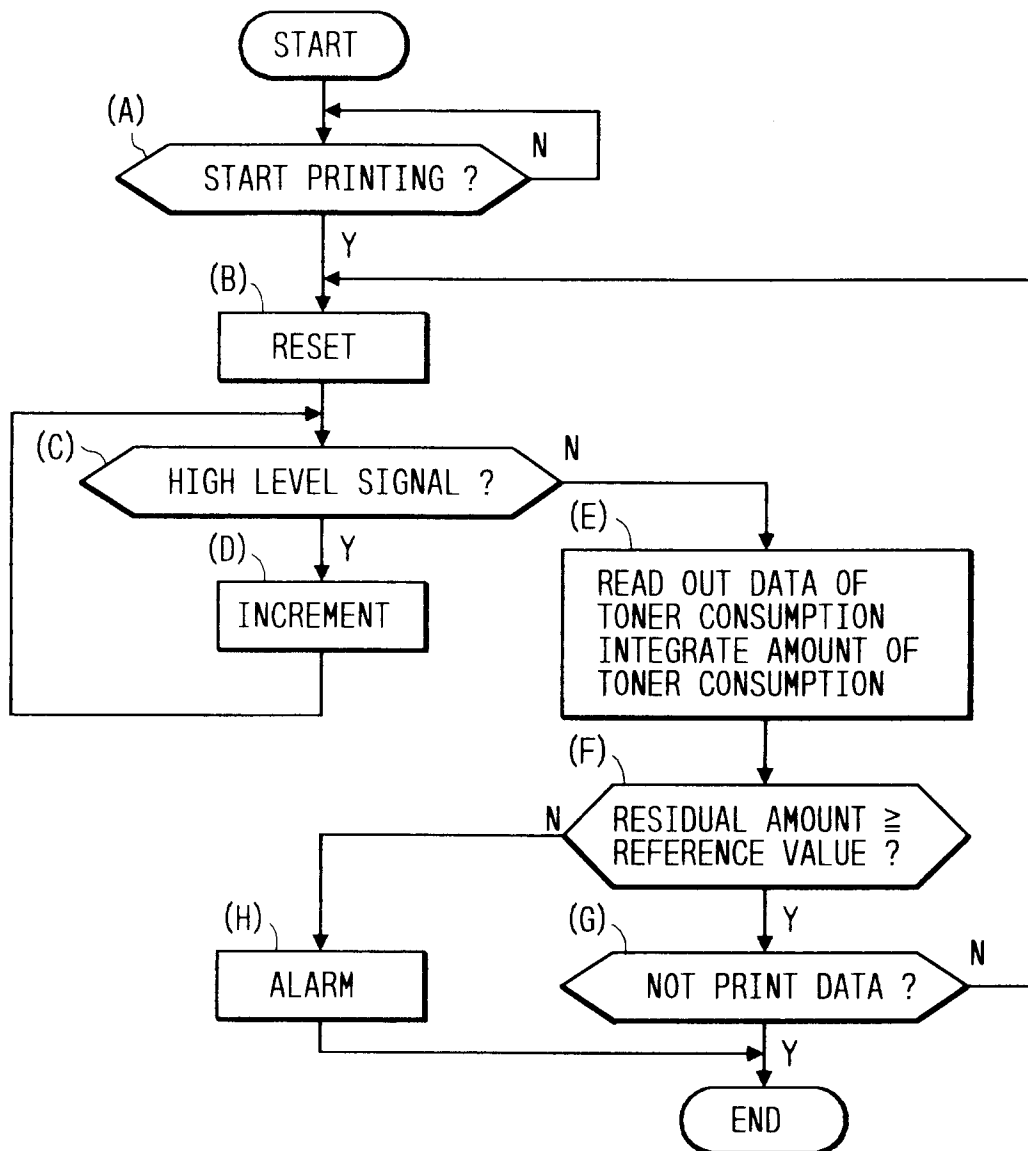 START
(A)
N
START PRINTING ?
Y
(B)
RESET
(C)
N
HIGH LEVEL SIGNAL ?
(D)
Y
INCREMENT
(E)
READ OUT DATA OF
TONER CONSUMPTION
INTEGRATE AMOUNT OF
TONER CONSUMPTION
(F)
N
RESIDUAL AMOUNT ≧
REFERENCE VALUE ?
Y
(H)
ALARM
(G)
N
NOT PRINT DATA ?
Y
END